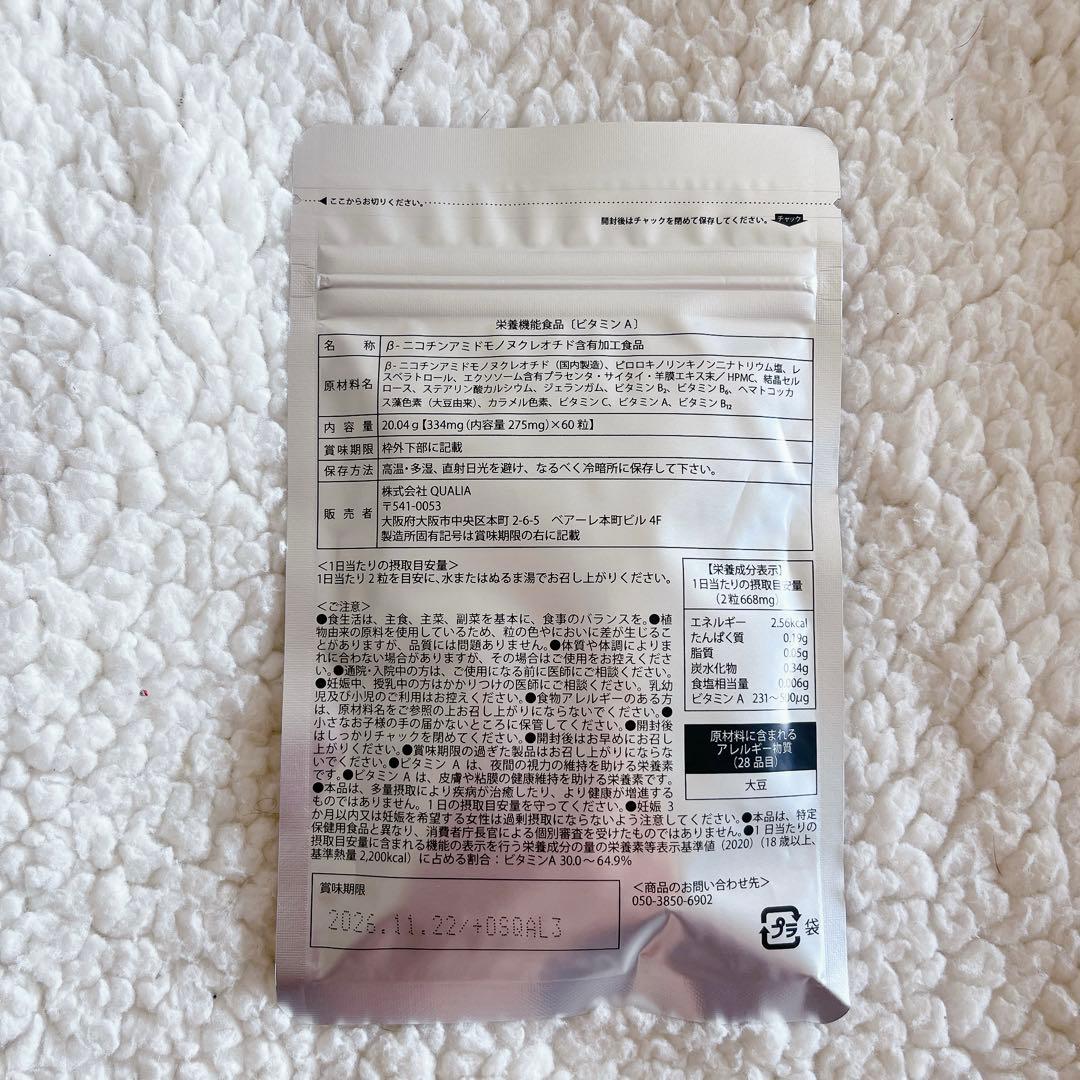 ◀ ここからお切りください。
開封後はチャックを閉めて保存してください。 チャック
栄養機能食品〔ビタミンA〕
名称 β-ニコチンアミドモノヌクレオチド含有加工食品
原材料名 β-ニコチンアミドモノヌクレオチド（国内製造）、ピロロキノリンキノン二ナトリウム塩、レ
スベラトロール、エクソソーム含有プラセンタ・サイタイ・羊膜エキス末／HPMC、結晶セル
ロース、ステアリン酸カルシウム、ジェランガム、ビタミンB₂、ビタミンB₆、ヘマトコッカ
ス藻色素（大豆由来）、カラメル色素、ビタミンC、ビタミンA、ビタミンB₁₂
内容量 20.04g【334mg（内容量 275mg）×60粒】
賞味期限 枠外下部に記載
保存方法 高温・多湿、直射日光を避け、なるべく冷暗所に保存して下さい。
販売者 株式会社 QUALIA
〒541-0053
大阪府大阪市中央区本町 2-6-5 ベアーレ本町ビル 4F
製造所固有記号は賞味期限の右に記載
＜1日当たりの摂取目安量＞
1日当たり2粒を目安に、水またはぬるま湯でお召し上がりください。
＜ご注意＞
●食生活は、主食、主菜、副菜を基本に、食事のバランスを。●植
物由来の原料を使用しているため、粒の色やにおいに差が生じるこ
とがありますが、品質には問題ありません。●体質や体調によりま
れに合わない場合がありますが、その場合はご使用をお控えくださ
い。●通院・入院中の方は、ご使用になる前に医師にご相談ください。
●妊娠中、授乳中の方はかかりつけの医師にご相談ください。乳幼
児及び小児のご利用はお控えください。●食物アレルギーのある方
は、原材料名をご参照の上お召し上がりにならないでください。●
小さなお子様の手の届かないところに保管してください。●開封後
はしっかりチャックを閉めてください。●開封後はお早めにお召し
上がりください。●賞味期限の過ぎた製品はお召し上がりにならな
いでください。●ビタミンAは、夜間の視力の維持を助ける栄養素
です。●ビタミンAは、皮膚や粘膜の健康維持を助ける栄養素です。
●本品は、多量摂取により疾病が治癒したり、より健康が増進する
ものではありません。1日の摂取目安量を守ってください。●妊娠3
か月以内又は妊娠を希望する女性は過剰摂取にならないよう注意してください。●本品は、特定
保健用食品と異なり、消費者庁長官による個別審査を受けたものではありません。●1日当たりの
摂取目安量に含まれる機能の表示を行う栄養成分の量の栄養素等表示基準値（2020）（18歳以上、
基準熱量2,200kcal）に占める割合：ビタミンA 30.0～64.9%
【栄養成分表示】
1日当たりの摂取目安量
（2粒668mg）
エネルギー 2.56kcal
たんぱく質 0.19g
脂質 0.05g
炭水化物 0.34g
食塩相当量 0.006g
ビタミンA 231～500μg
原材料に含まれる
アレルギー物質
（28品目）
大豆
賞味期限
2026.11.22/+08QAL3
＜商品のお問い合わせ先＞
050-3850-6902
プラ 袋